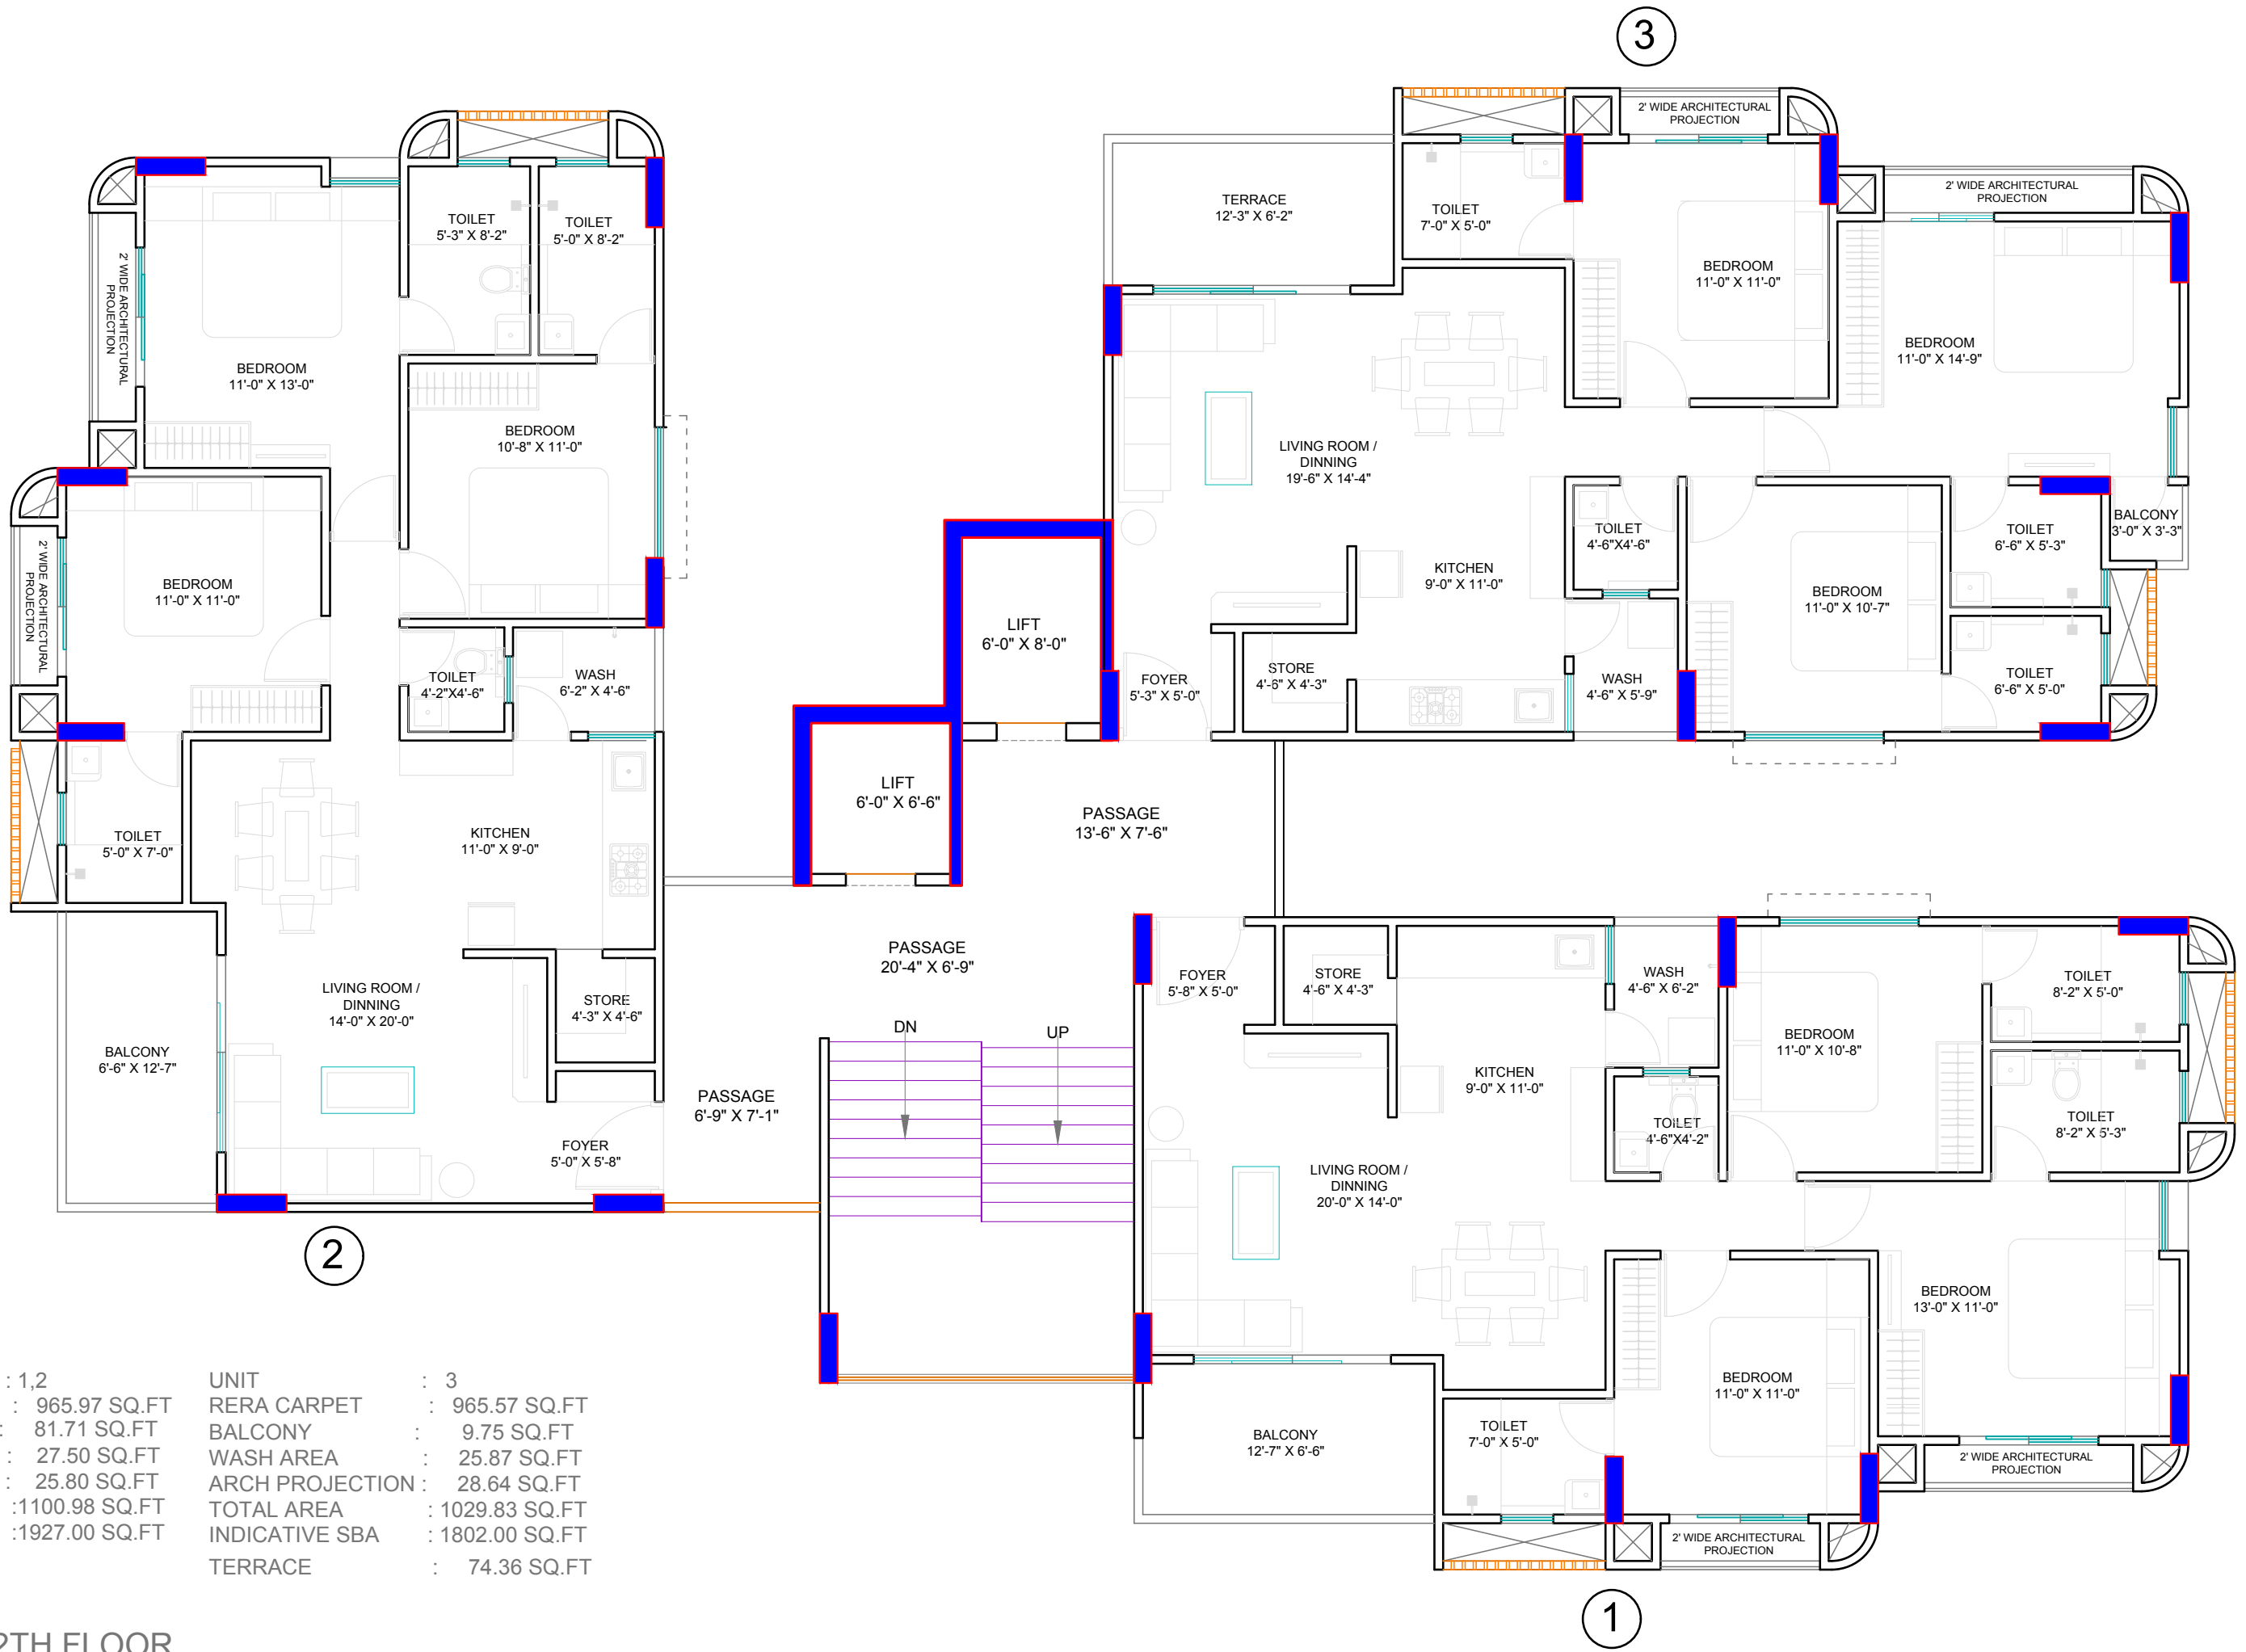 3
2' WIDE ARCHITECTURAL
PROJECTION
2' WIDE ARCHITECTURAL
PROJECTION
TERRACE
12'-3" X 6'-2"
TOILET
7'-0" X 5'-0"
BEDROOM
11'-0" X 11'-0"
BEDROOM
11'-0" X 14'-9"
LIVING ROOM /
DINNING
19'-6" X 14'-4"
KITCHEN
9'-0" X 11'-0"
TOILET
4'-6"X4'-6"
TOILET
6'-6" X 5'-3"
BALCONY
3'-0" X 3'-3"
BEDROOM
11'-0" X 10'-7"
FOYER
5'-3" X 5'-0"
STORE
4'-6" X 4'-3"
WASH
4'-6" X 5'-9"
TOILET
6'-6" X 5'-0"
TOILET
5'-3" X 8'-2"
TOILET
5'-0" X 8'-2"
2' WIDE ARCHITECTURAL
PROJECTION
BEDROOM
11'-0" X 13'-0"
BEDROOM
10'-8" X 11'-0"
2' WIDE ARCHITECTURAL
PROJECTION
BEDROOM
11'-0" X 11'-0"
TOILET
4'-2"X4'-6"
WASH
6'-2" X 4'-6"
TOILET
5'-0" X 7'-0"
KITCHEN
11'-0" X 9'-0"
LIVING ROOM /
DINNING
14'-0" X 20'-0"
STORE
4'-3" X 4'-6"
BALCONY
6'-6" X 12'-7"
FOYER
5'-0" X 5'-8"
2
LIFT
6'-0" X 8'-0"
LIFT
6'-0" X 6'-6"
PASSAGE
13'-6" X 7'-6"
PASSAGE
20'-4" X 6'-9"
PASSAGE
6'-9" X 7'-1"
DN
UP
FOYER
5'-8" X 5'-0"
STORE
4'-6" X 4'-3"
WASH
4'-6" X 6'-2"
TOILET
8'-2" X 5'-0"
BEDROOM
11'-0" X 10'-8"
KITCHEN
9'-0" X 11'-0"
TOILET
4'-6"X4'-2"
TOILET
8'-2" X 5'-3"
LIVING ROOM /
DINNING
20'-0" X 14'-0"
BEDROOM
13'-0" X 11'-0"
BEDROOM
11'-0" X 11'-0"
BALCONY
12'-7" X 6'-6"
TOILET
7'-0" X 5'-0"
2' WIDE ARCHITECTURAL
PROJECTION
2' WIDE ARCHITECTURAL
PROJECTION
1
: 1,2
: 965.97 SQ.FT
: 81.71 SQ.FT
: 27.50 SQ.FT
: 25.80 SQ.FT
:1100.98 SQ.FT
:1927.00 SQ.FT
UNIT : 3
RERA CARPET : 965.57 SQ.FT
BALCONY : 9.75 SQ.FT
WASH AREA : 25.87 SQ.FT
ARCH PROJECTION : 28.64 SQ.FT
TOTAL AREA : 1029.83 SQ.FT
INDICATIVE SBA : 1802.00 SQ.FT
TERRACE : 74.36 SQ.FT
2TH FLOOR